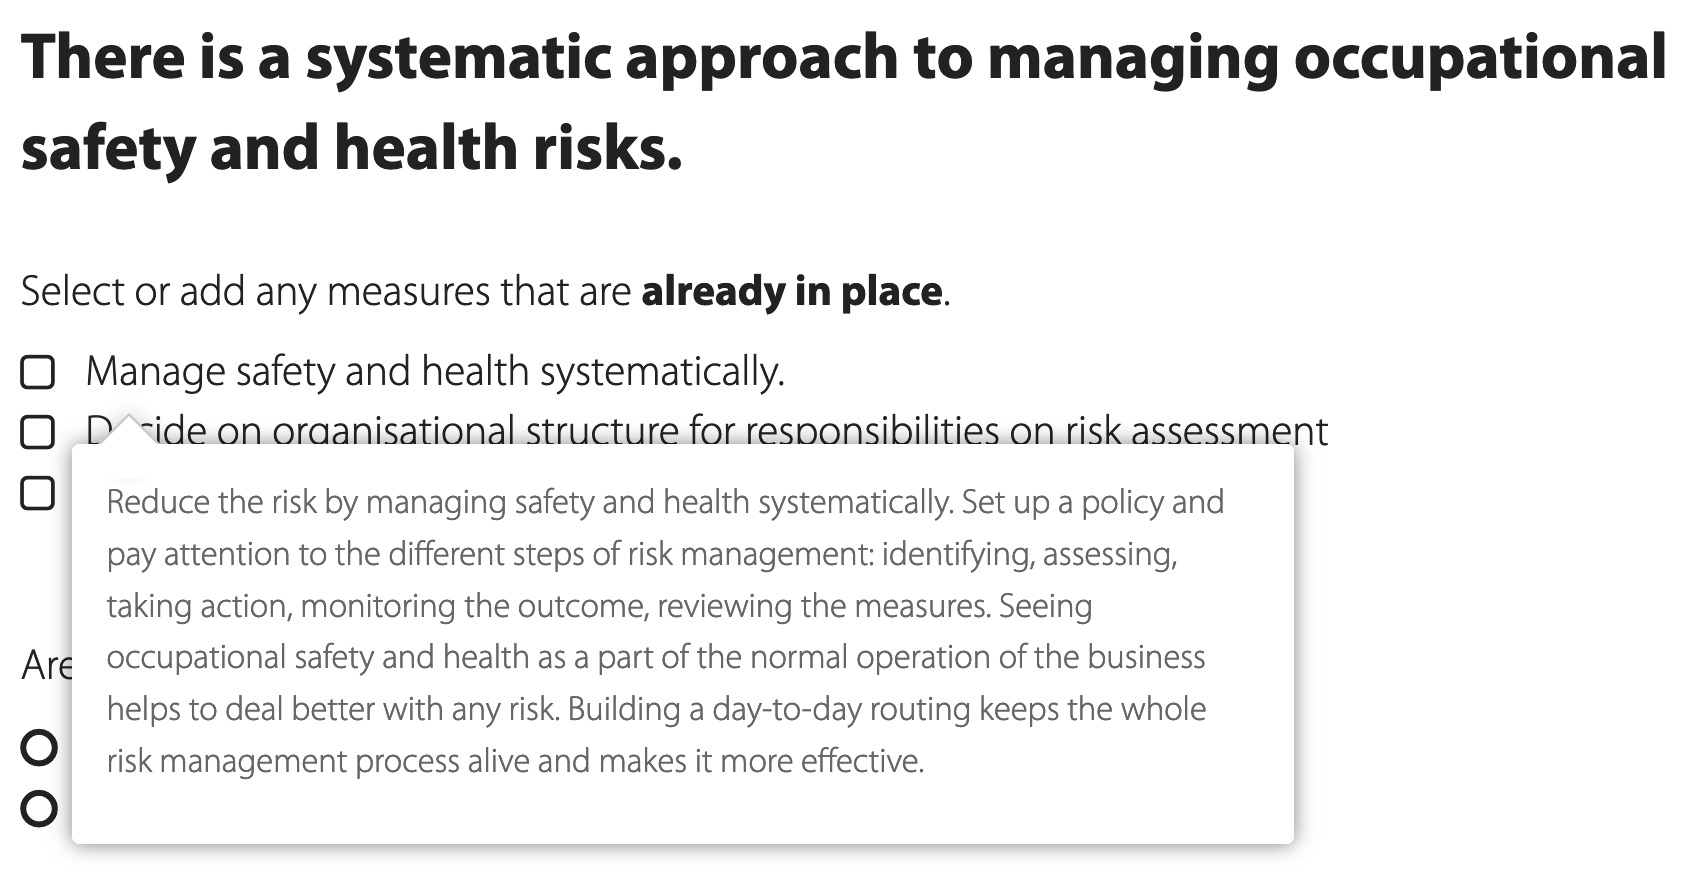 There is a systematic approach to managing occupational
safety and health risks.
Select or add any measures that are already in place.
Manage safety and health systematically.
Decide on organisational structure for responsibilities on risk assessment
Reduce the risk by managing safety and health systematically. Set up a policy and
pay attention to the different steps of risk management: identifying, assessing,
taking action, monitoring the outcome, reviewing the measures. Seeing
occupational safety and health as a part of the normal operation of the business
helps to deal better with any risk. Building a day-to-day routing keeps the whole
risk management process alive and makes it more effective.
Are